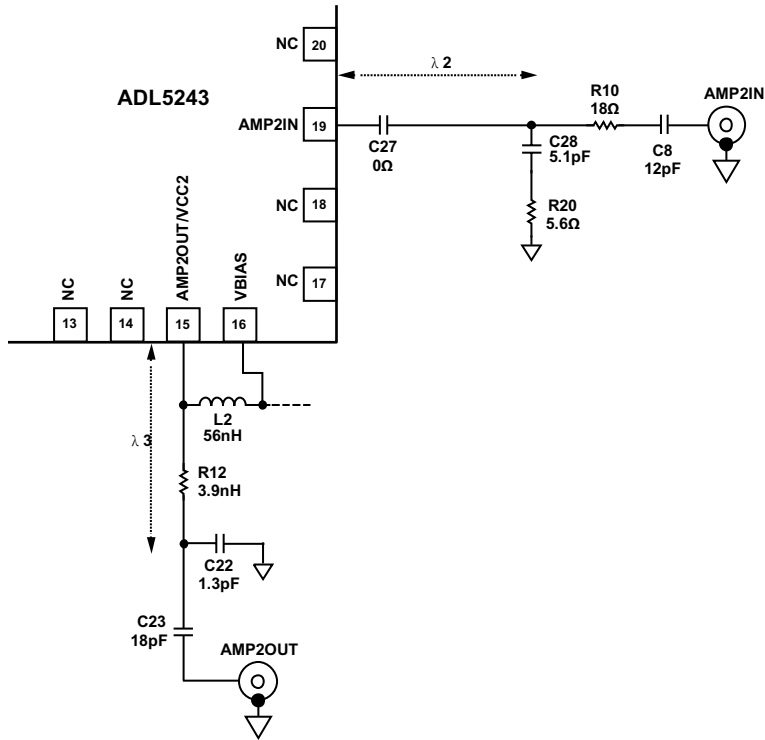 NC
20
λ 2
ADL5243
R10
18Ω
AMP2IN
AMP2IN
19
C27
0Ω
C28
5.1pF
C8
12pF
NC
18
R20
5.6Ω
AMP2OUT/VCC2
VBIAS
NC
17
NC
NC
13
14
15
16
L2
56nH
λ 3
R12
3.9nH
C22
1.3pF
C23
18pF
AMP2OUT